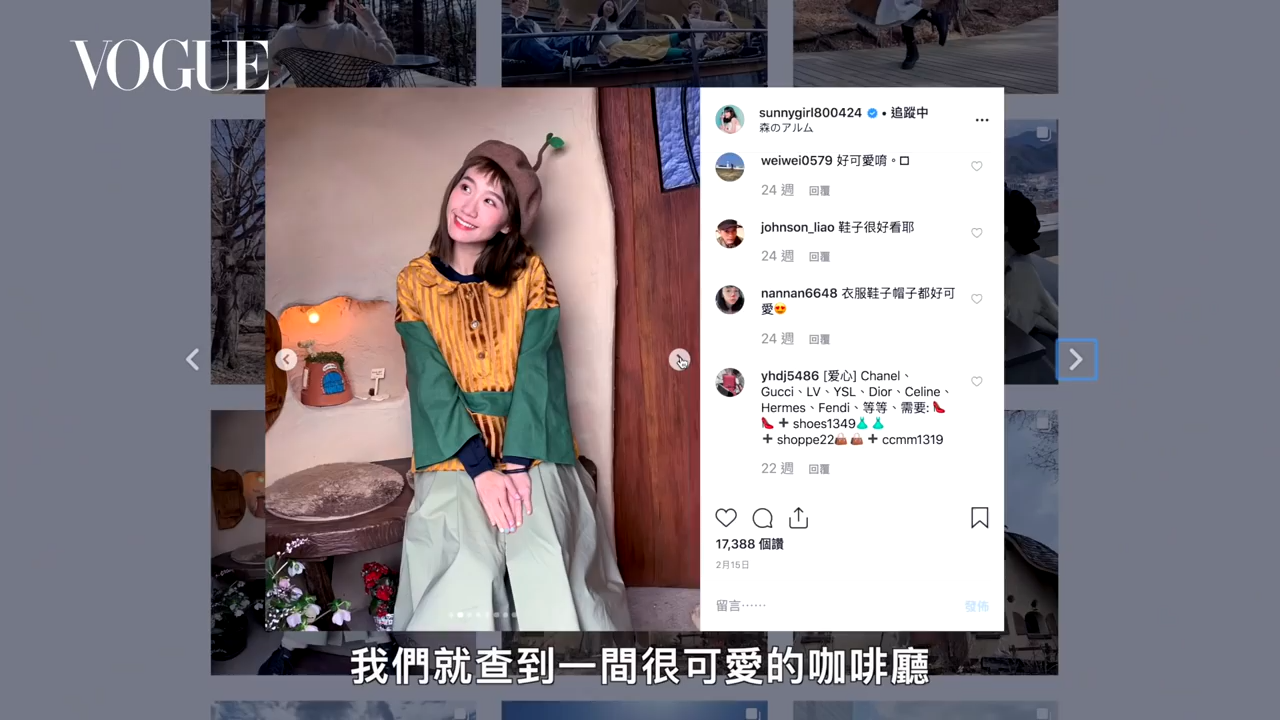 VOGUE
sunnygirl800424 • 追蹤中
森のアルム
weiwei0579 好可愛唷。
24 週 回覆
johnson_liao 鞋子很好看耶
24 週 回覆
nannan6648 衣服鞋子帽子都好可
愛😍
24 週 回覆
yhdj5486 [爱心] Chanel、
Gucci、LV、YSL、Dior、Celine、
Hermes、Fendi、等等、需要: 👠
👠➕shoes1349👗👗
➕shoppe22👜👜➕ccmm1319
22 週 回覆
17,388 個讚
2月15日
留言⋯⋯ 發佈
我們就查到一間很可愛的咖啡廳